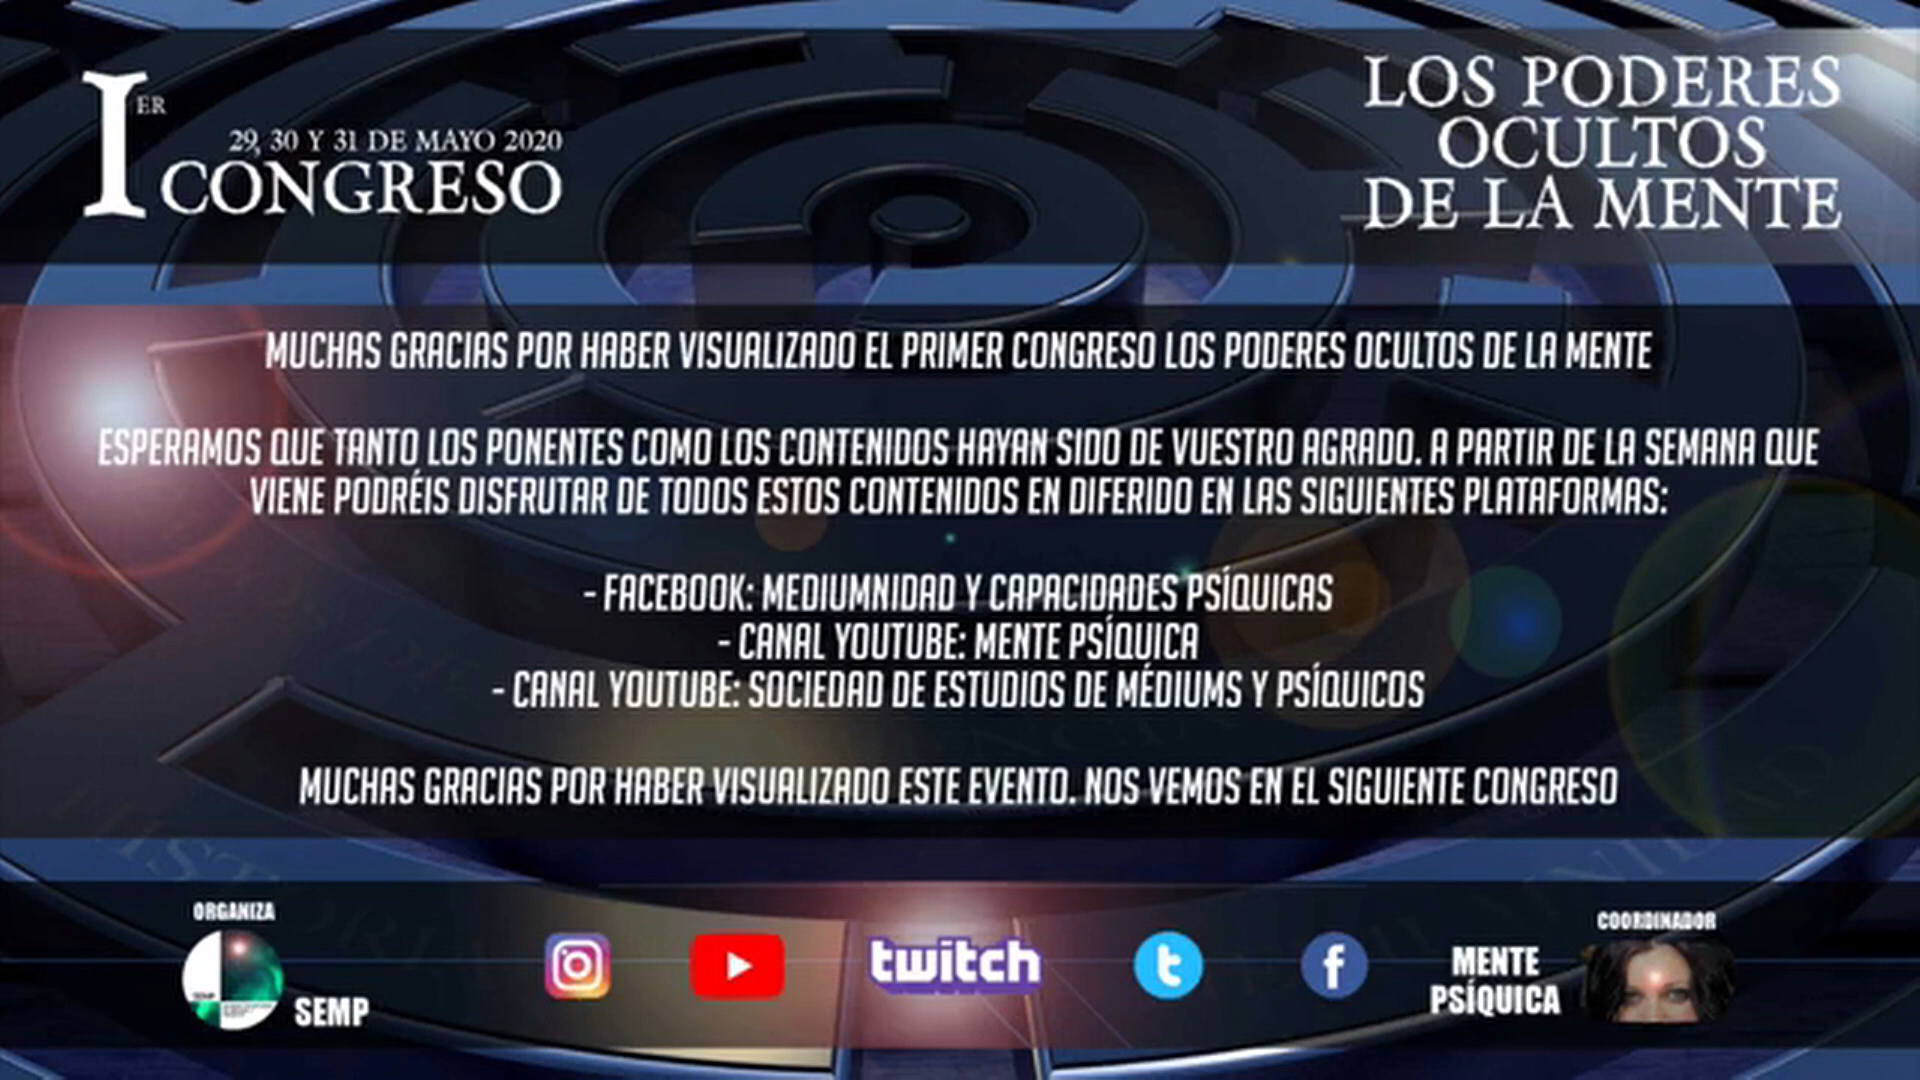 IER
29, 30 Y 31 DE MAYO 2020
CONGRESO
LOS PODERES
OCULTOS
DE LA MENTE
MUCHAS GRACIAS POR HABER VISUALIZADO EL PRIMER CONGRESO LOS PODERES OCULTOS DE LA MENTE
ESPERAMOS QUE TANTO LOS PONENTES COMO LOS CONTENIDOS HAYAN SIDO DE VUESTRO AGRADO. A PARTIR DE LA SEMANA QUE
VIENE PODRÉIS DISFRUTAR DE TODOS ESTOS CONTENIDOS EN DIFERIDO EN LAS SIGUIENTES PLATAFORMAS:
- FACEBOOK: MEDIUMNIDAD Y CAPACIDADES PSÍQUICAS
- CANAL YOUTUBE: MENTE PSÍQUICA
- CANAL YOUTUBE: SOCIEDAD DE ESTUDIOS DE MÉDIUMS Y PSÍQUICOS
MUCHAS GRACIAS POR HABER VISUALIZADO ESTE EVENTO. NOS VEMOS EN EL SIGUIENTE CONGRESO
ORGANIZA
SEMP
twitch
COORDINADOR
MENTE
PSÍQUICA